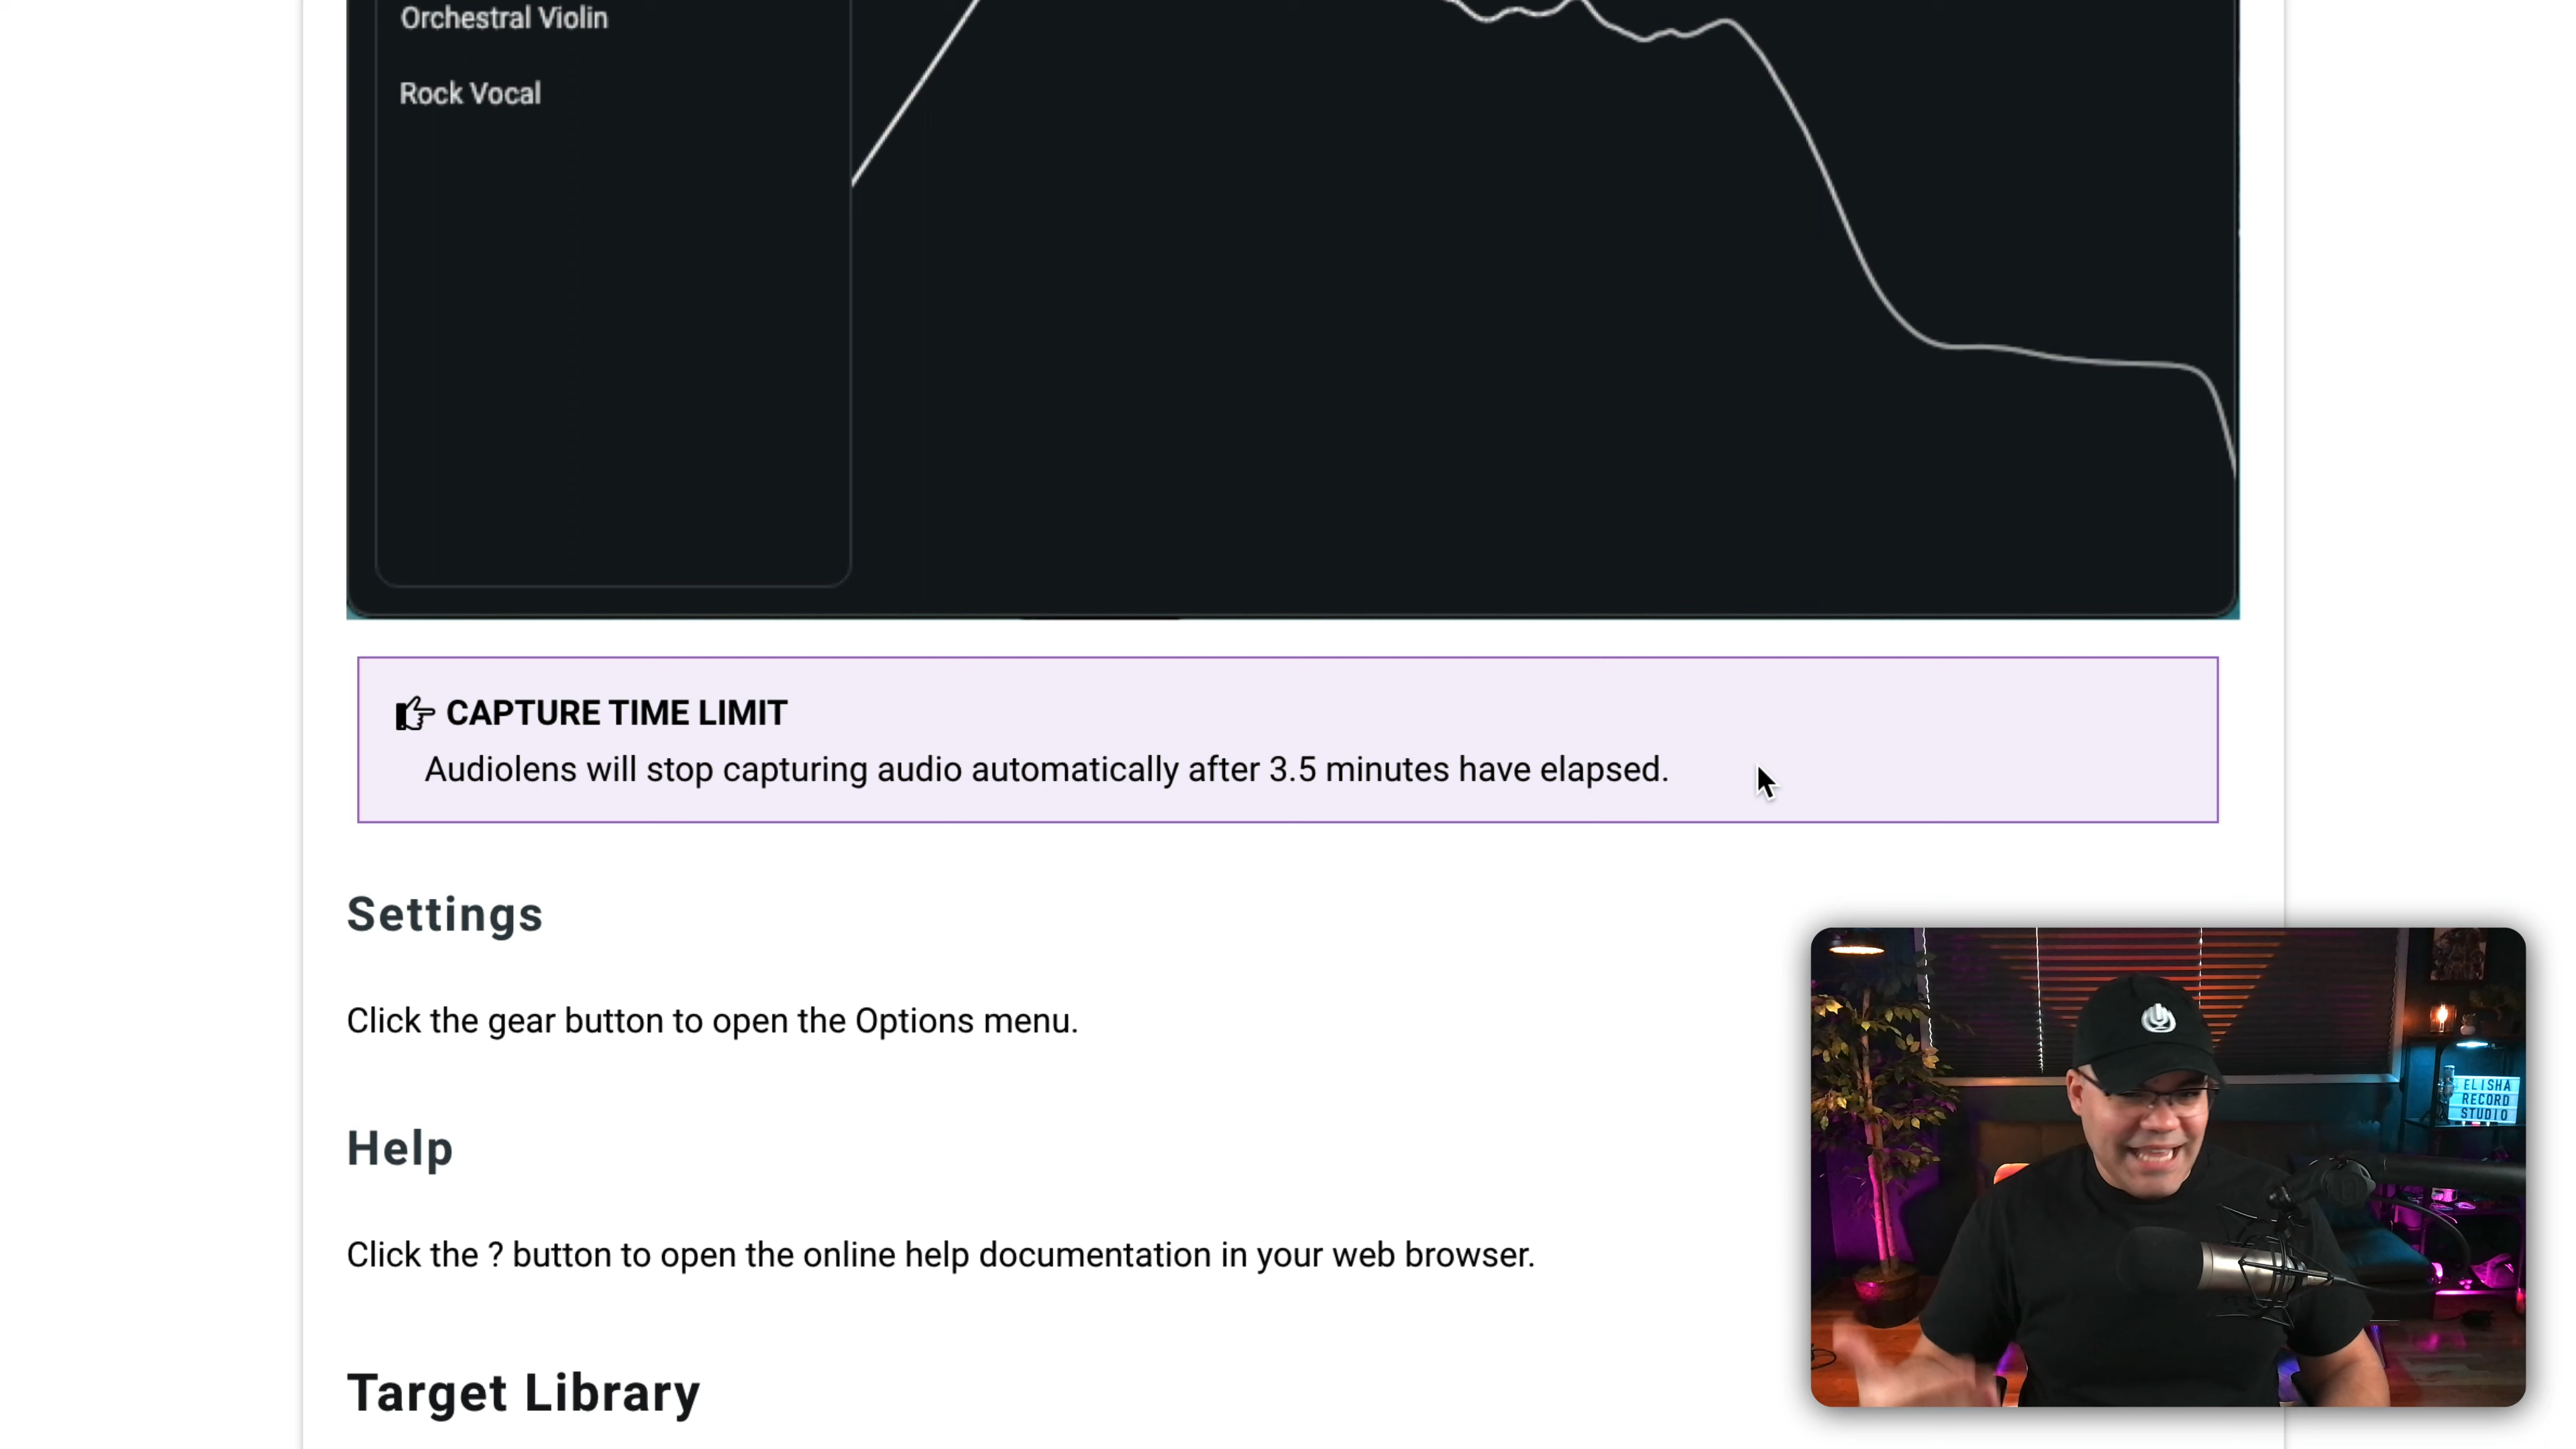 Orchestral Violin
Rock Vocal
CAPTURE TIME LIMIT
Audiolens will stop capturing audio automatically after 3.5 minutes have elapsed.
Settings
Click the gear button to open the Options menu.
Help
Click the ? button to open the online help documentation in your web browser.
Target Library
ELISHA
RECORD
STUDIO